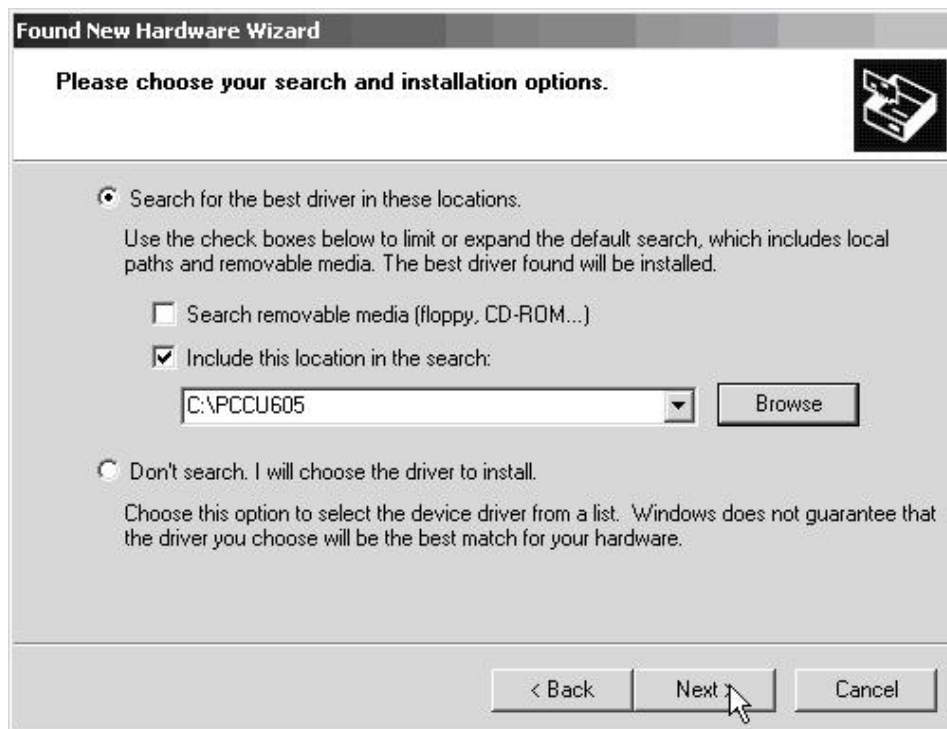 Found New Hardware Wizard
Please choose your search and installation options.
Search for the best driver in these locations.
Use the check boxes below to limit or expand the default search, which includes local
paths and removable media. The best driver found will be installed.
Search removable media (floppy, CD-ROM...)
Include this location in the search:
C:\PCCU605
Browse
Don't search. I will choose the driver to install.
Choose this option to select the device driver from a list. Windows does not guarantee that
the driver you choose will be the best match for your hardware.
< Back Next > Cancel